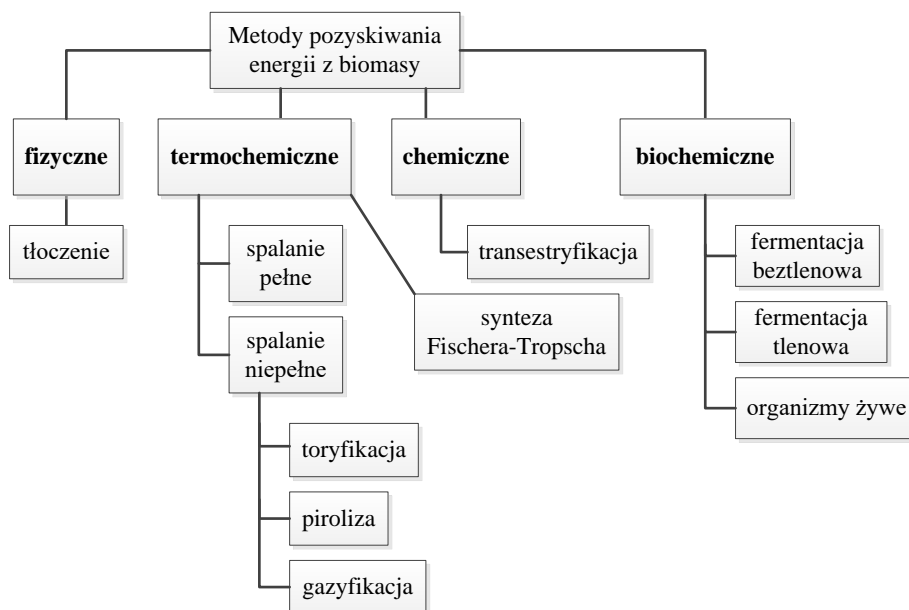 Metody pozyskiwania
energii z biomasy
fizyczne
termochemiczne
chemiczne
biochemiczne
tłoczenie
spalanie
pełne
spalanie
niepełne
toryfikacja
piroliza
gazyfikacja
synteza
Fischera-Tropscha
transestryfikacja
fermentacja
beztlenowa
fermentacja
tlenowa
organizmy żywe